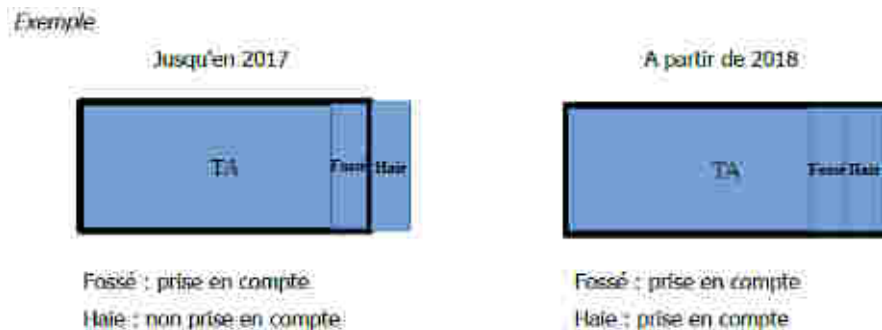 Exemple
Jusqu'en 2017
A partir de 2018
TA
Fossé
Haie
TA
Fossé
Haie
Fossé : prise en compte
Haie : non prise en compte
Fossé : prise en compte
Haie : prise en compte